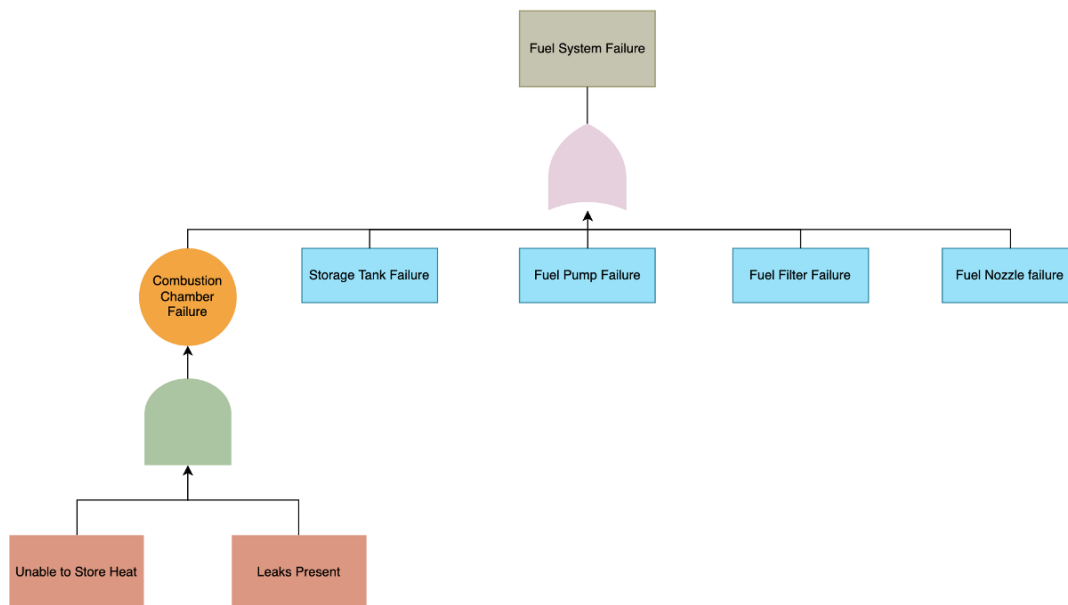 Fuel System Failure
Combustion
Chamber
Failure
Storage Tank Failure
Fuel Pump Failure
Fuel Filter Failure
Fuel Nozzle failure
Unable to Store Heat
Leaks Present